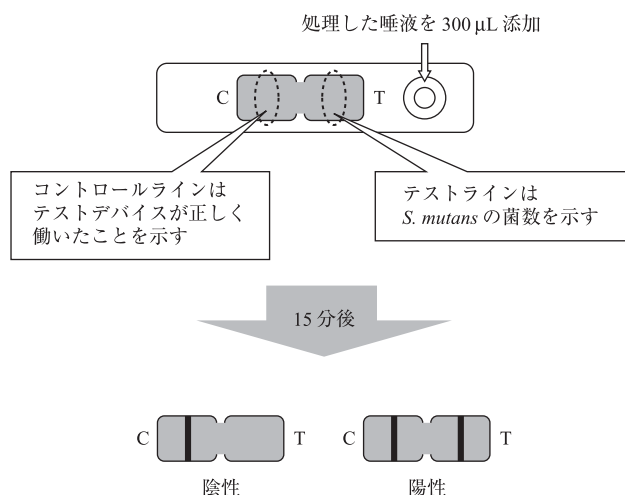 処理した唾液を 300 μL 添加
C
T
コントロールラインは
テストデバイスが正しく
働いたことを示す
テストラインは
S. mutans の菌数を示す
15 分後
C
T
C
T
陰性
陽性